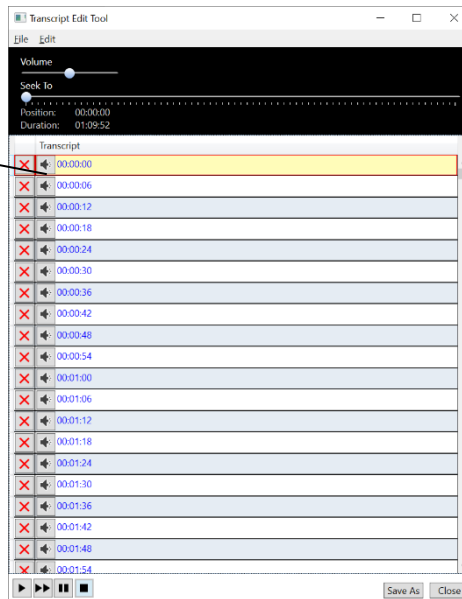 Transcript Edit Tool
File Edit
Volume
Seek To
Position: 00:00:00
Duration: 01:09:52
Transcript
00:00:00
00:00:06
00:00:12
00:00:18
00:00:24
00:00:30
00:00:36
00:00:42
00:00:48
00:00:54
00:01:00
00:01:06
00:01:12
00:01:18
00:01:24
00:01:30
00:01:36
00:01:42
00:01:48
00:01:54
Save As Close